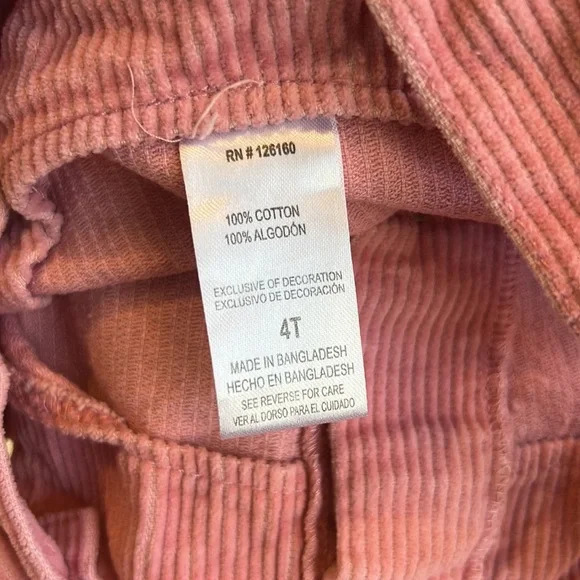 RN # 126160
100% COTTON
100% ALGODÓN
EXCLUSIVE OF DECORATION
EXCLUSIVO DE DECORACIÓN
4T
MADE IN BANGLADESH
HECHO EN BANGLADESH
SEE REVERSE FOR CARE
VER AL DORSO PARA EL CUIDADO